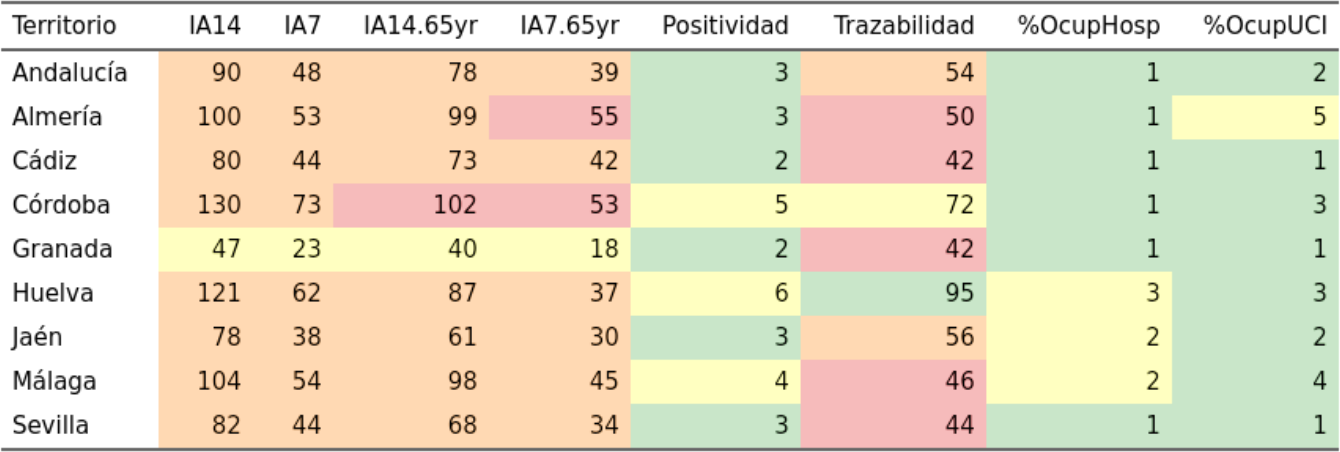 Territorio IA14 IA7 IA14.65yr IA7.65yr Positividad Trazabilidad %OcupHosp %OcupUCI
Andalucía 90 48 78 39 3 54 1 2
Almería 100 53 99 55 3 50 1 5
Cádiz 80 44 73 42 2 42 1 1
Córdoba 130 73 102 53 5 72 1 3
Granada 47 23 40 18 2 42 1 1
Huelva 121 62 87 37 6 95 3 3
Jaén 78 38 61 30 3 56 2 2
Málaga 104 54 98 45 4 46 2 4
Sevilla 82 44 68 34 3 44 1 1